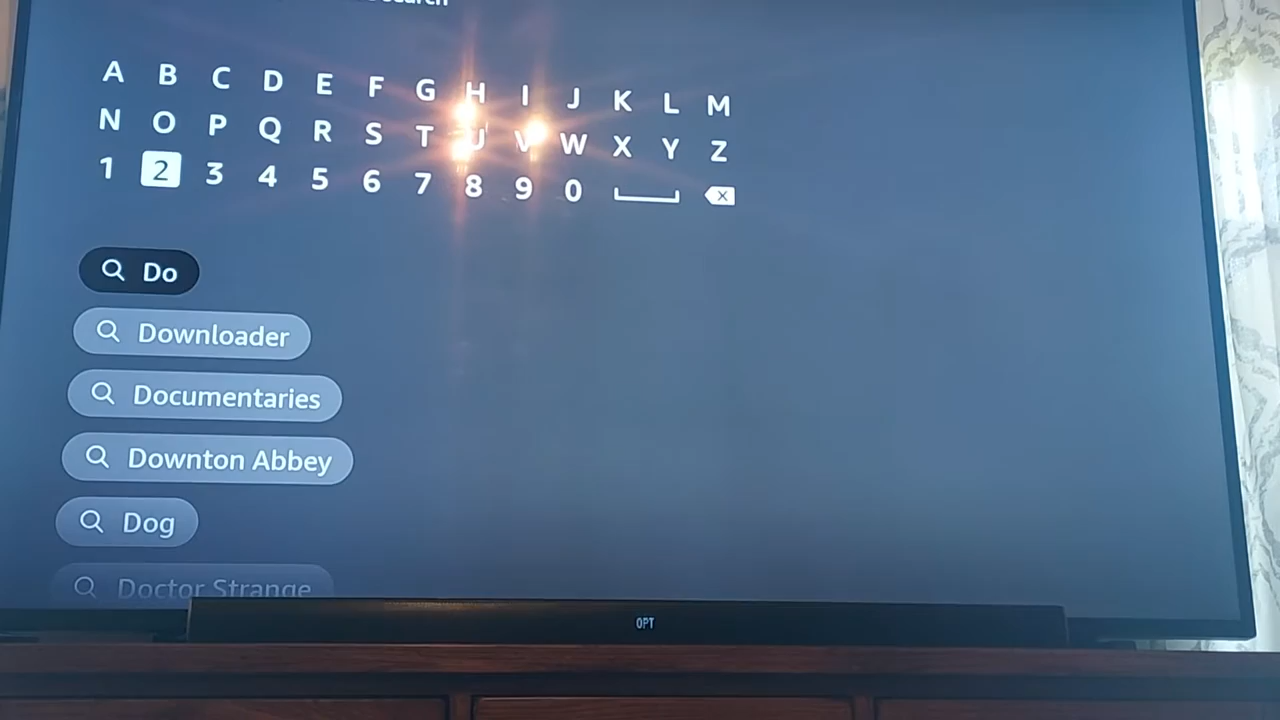 search
A B C D E F G H I J K L M
N O P Q R S T U V W X Y Z
1 2 3 4 5 6 7 8 9 0
Do
Downloader
Documentaries
Downton Abbey
Dog
Doctor Strange
OPT